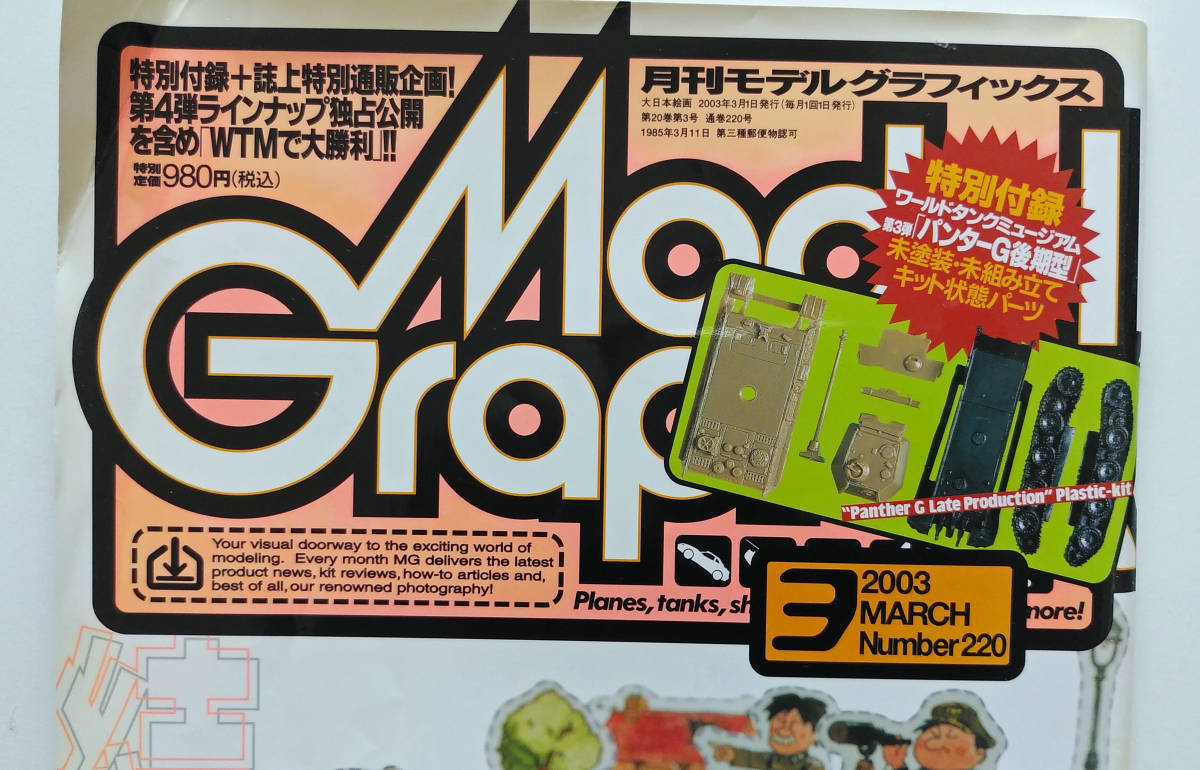 特別付録+誌上特別通販企画!
第4弾ラインナップ独占公開
を含め「WTMで大勝利」!!
特別定価980円(税込)
月刊モデルグラフィックス
大日本絵画 2003年3月1日発行(毎月1回1日発行)
第20巻第3号 通巻220号
1985年3月11日 第三種郵便物認可
Model
Grap
特別付録
ワールドタンクミュージアム
第3弾「パンターG後期型」
未塗装・未組み立て
キット状態パーツ
"Panther G Late Production" Plastic-kit
Your visual doorway to the exciting world of
modeling. Every month MG delivers the latest
product news, kit reviews, how-to articles and,
best of all, our renowned photography!
Planes, tanks, sh more!
3
2003
MARCH
Number 220